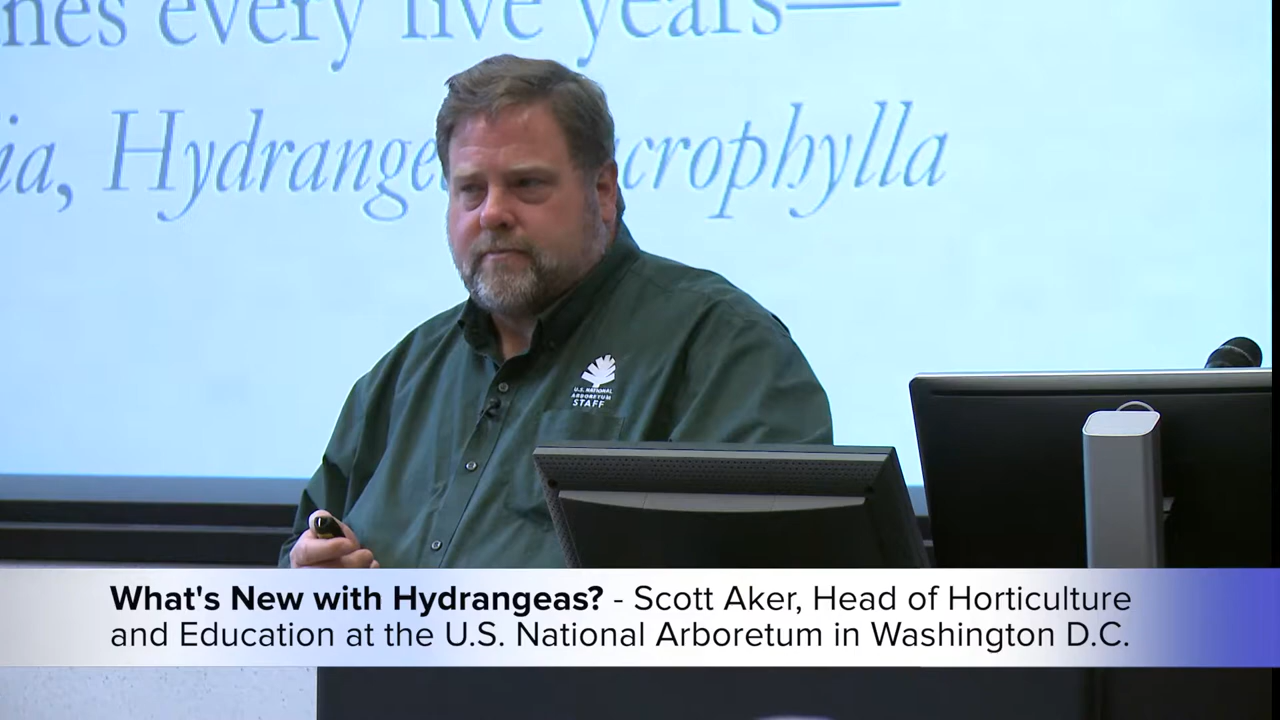 nes every five years—
ia, Hydrange crophylla
U.S. NATIONAL
ARBORETUM
STAFF
What's New with Hydrangeas? - Scott Aker, Head of Horticulture
and Education at the U.S. National Arboretum in Washington D.C.